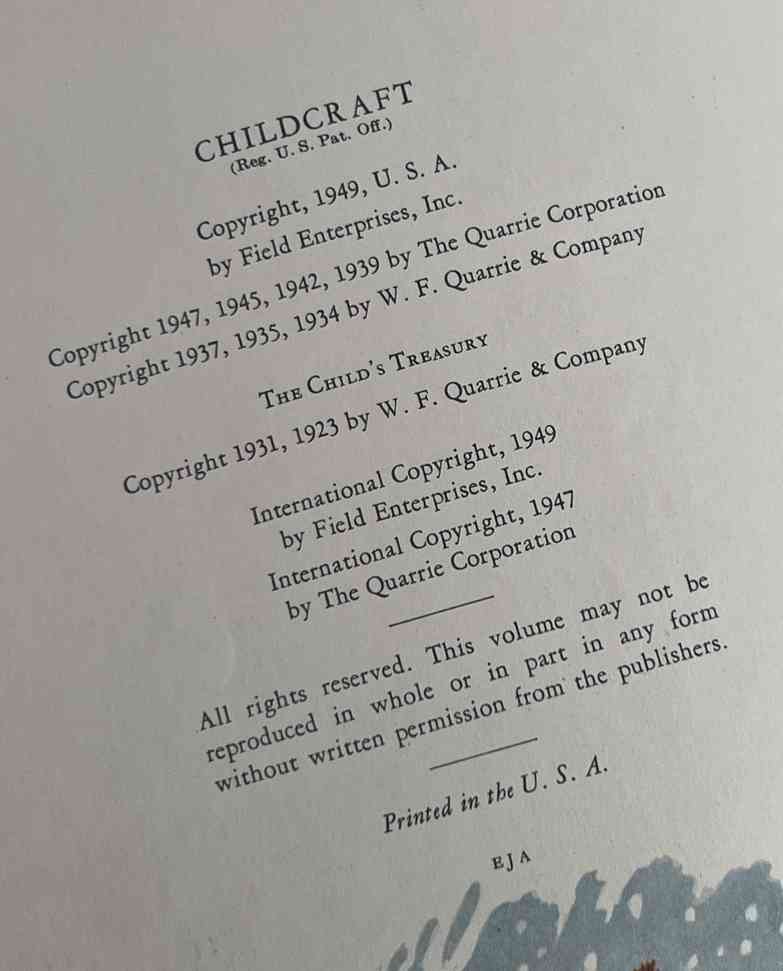 CHILDCRAFT
(Reg. U. S. Pat. Off.)
Copyright, 1949, U. S. A.
by Field Enterprises, Inc.
Copyright 1947, 1945, 1942, 1939 by The Quarrie Corporation
Copyright 1937, 1935, 1934 by W. F. Quarrie & Company
THE CHILD'S TREASURY
Copyright 1931, 1923 by W. F. Quarrie & Company
International Copyright, 1949
by Field Enterprises, Inc.
International Copyright, 1947
by The Quarrie Corporation
All rights reserved. This volume may not be
reproduced in whole or in part in any form
without written permission from the publishers.
Printed in the U. S. A.
EJA